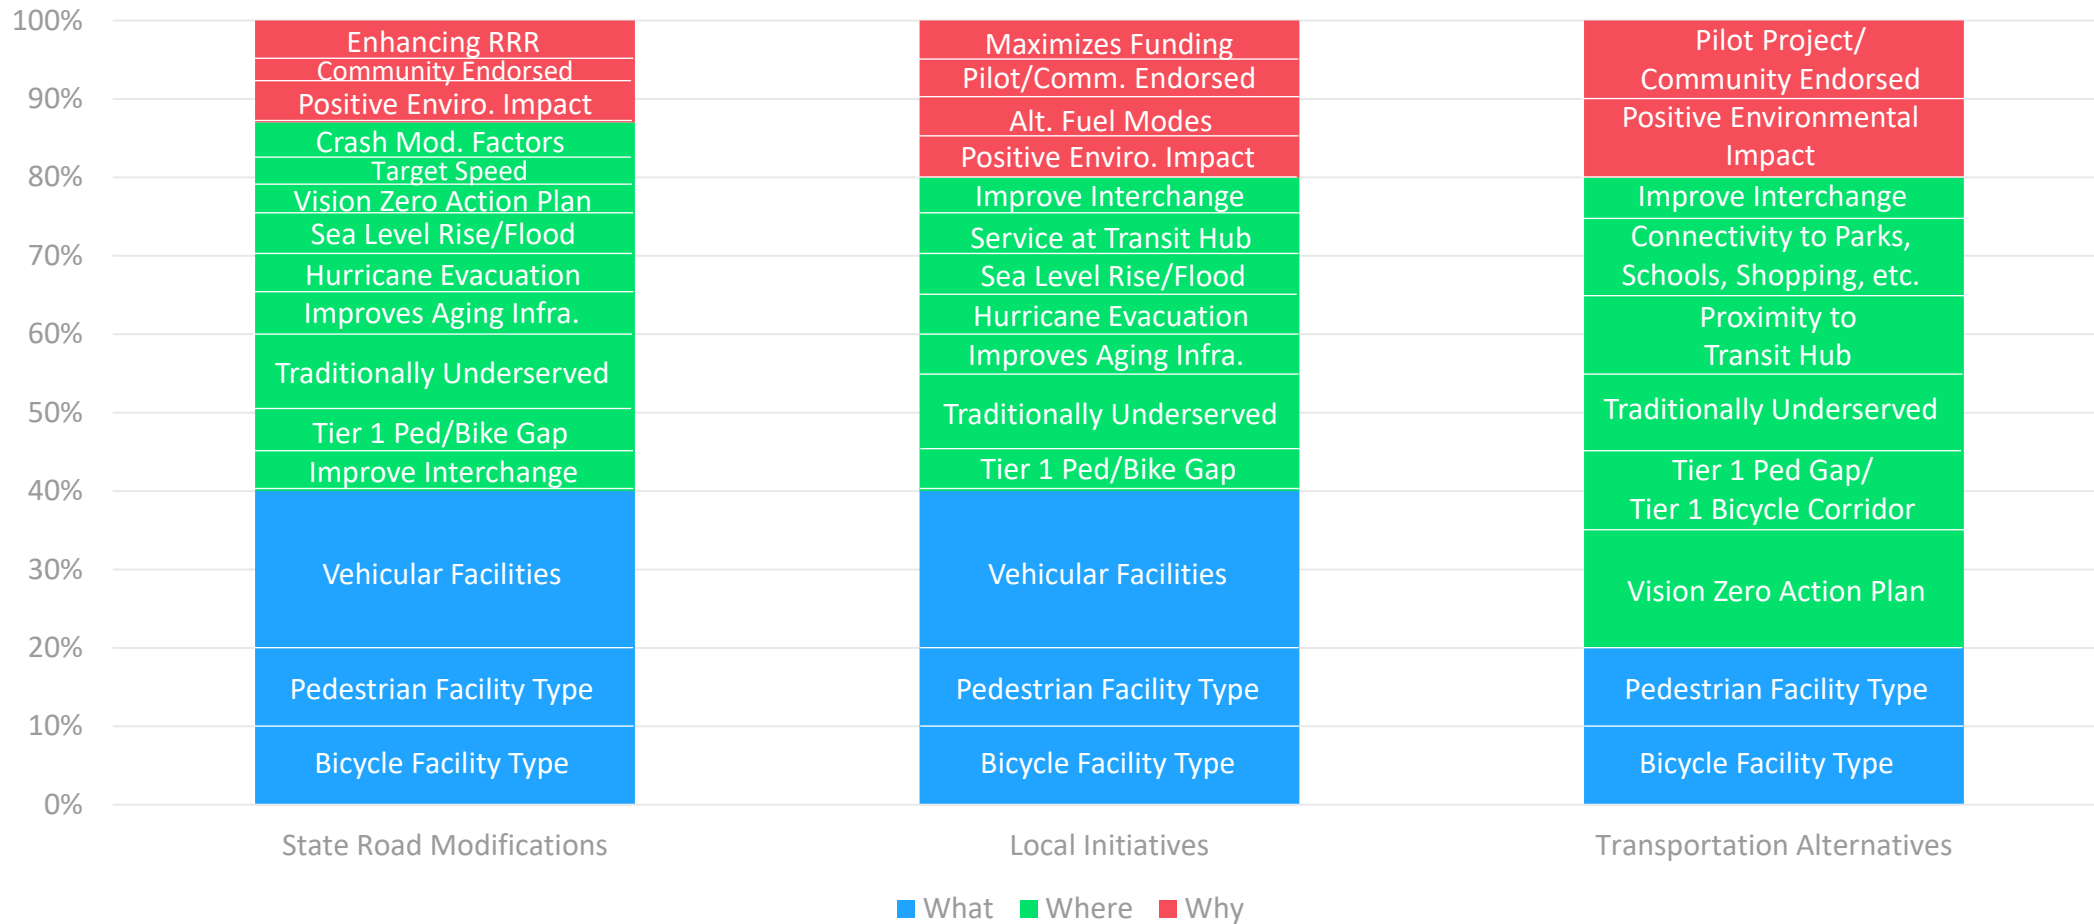 100%
90%
80%
70%
60%
50%
40%
30%
20%
10%
0%
Enhancing RRR
Community Endorsed
Positive Enviro. Impact
Crash Mod. Factors
Target Speed
Vision Zero Action Plan
Sea Level Rise/Flood
Hurricane Evacuation
Improves Aging Infra.
Traditionally Underserved
Tier 1 Ped/Bike Gap
Improve Interchange
Vehicular Facilities
Pedestrian Facility Type
Bicycle Facility Type
State Road Modifications
Maximizes Funding
Pilot/Comm. Endorsed
Alt. Fuel Modes
Positive Enviro. Impact
Improve Interchange
Service at Transit Hub
Sea Level Rise/Flood
Hurricane Evacuation
Improves Aging Infra.
Traditionally Underserved
Tier 1 Ped/Bike Gap
Vehicular Facilities
Pedestrian Facility Type
Bicycle Facility Type
Local Initiatives
Pilot Project/
Community Endorsed
Positive Environmental
Impact
Improve Interchange
Connectivity to Parks,
Schools, Shopping, etc.
Proximity to
Transit Hub
Traditionally Underserved
Tier 1 Ped Gap/
Tier 1 Bicycle Corridor
Vision Zero Action Plan
Pedestrian Facility Type
Bicycle Facility Type
Transportation Alternatives
What
Where
Why